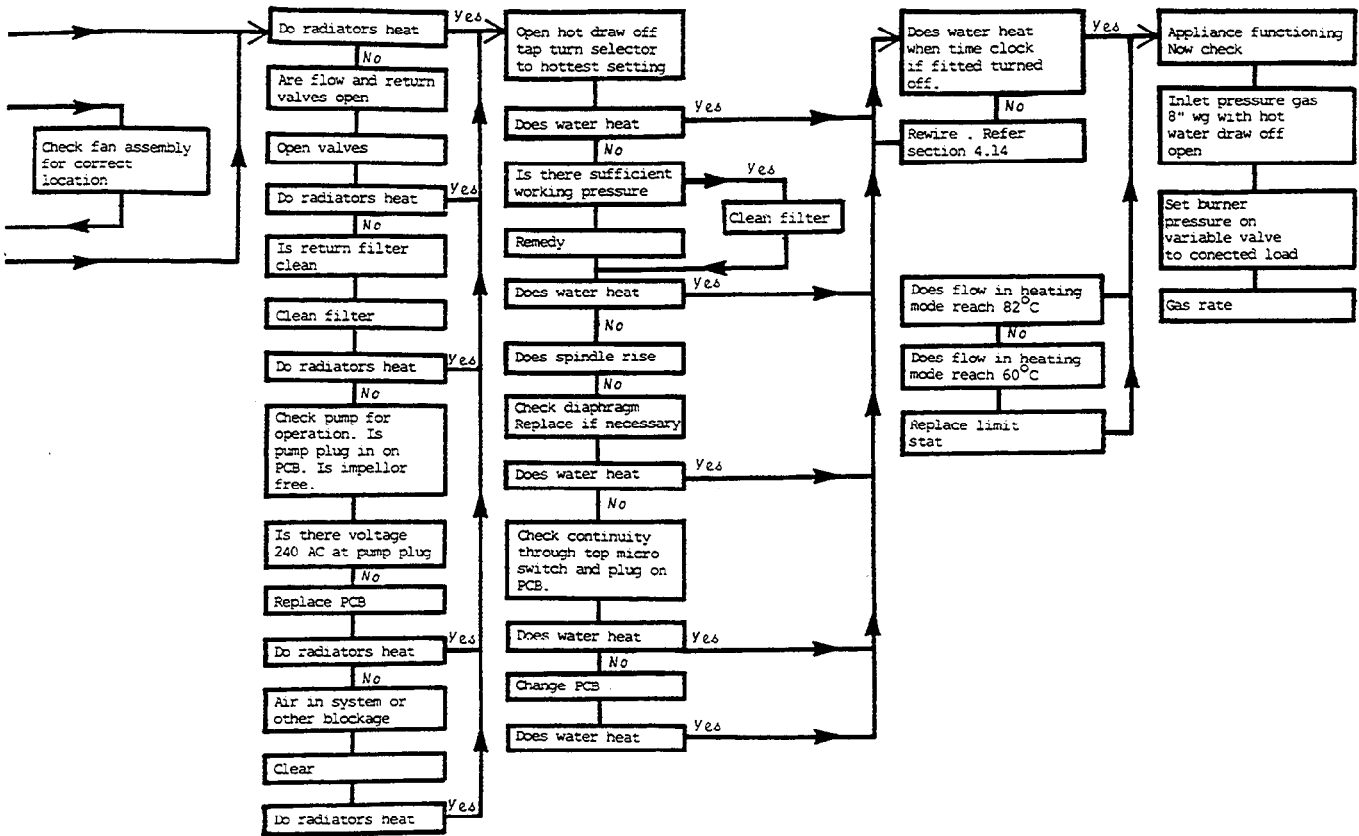 Check fan assembly
for correct
location
Do radiators heat
Yes
No
Are flow and return
valves open
Open valves
Do radiators heat
Yes
No
Is return filter
clean
Clean filter
Do radiators heat
Yes
No
Check pump for
operation. Is
pump plug in on
PCB. Is impellor
free.
Is there voltage
240 AC at pump plug
No
Replace PCB
Do radiators heat
Yes
No
Air in system or
other blockage
Clear
Do radiators heat
Yes
Open hot draw off
tap turn selector
to hottest setting
Does water heat
Yes
No
Is there sufficient
working pressure
Yes
Clean filter
Remedy
Does water heat
Yes
No
Does spindle rise
No
Check diaphragm
Replace if necessary
Does water heat
Yes
No
Check continuity
through top micro
switch and plug on
PCB.
Does water heat
Yes
No
Change PCB
Does water heat
Yes
Does water heat
when time clock
if fitted turned
off.
Yes
No
Rewire . Refer
section 4.14
Does flow in heating
mode reach 82°C
No
Does flow in heating
mode reach 60°C
Replace limit
stat
Appliance functioning
Now check
Inlet pressure gas
8" wg with hot
water draw off
open
Set burner
pressure on
variable valve
to conected load
Gas rate